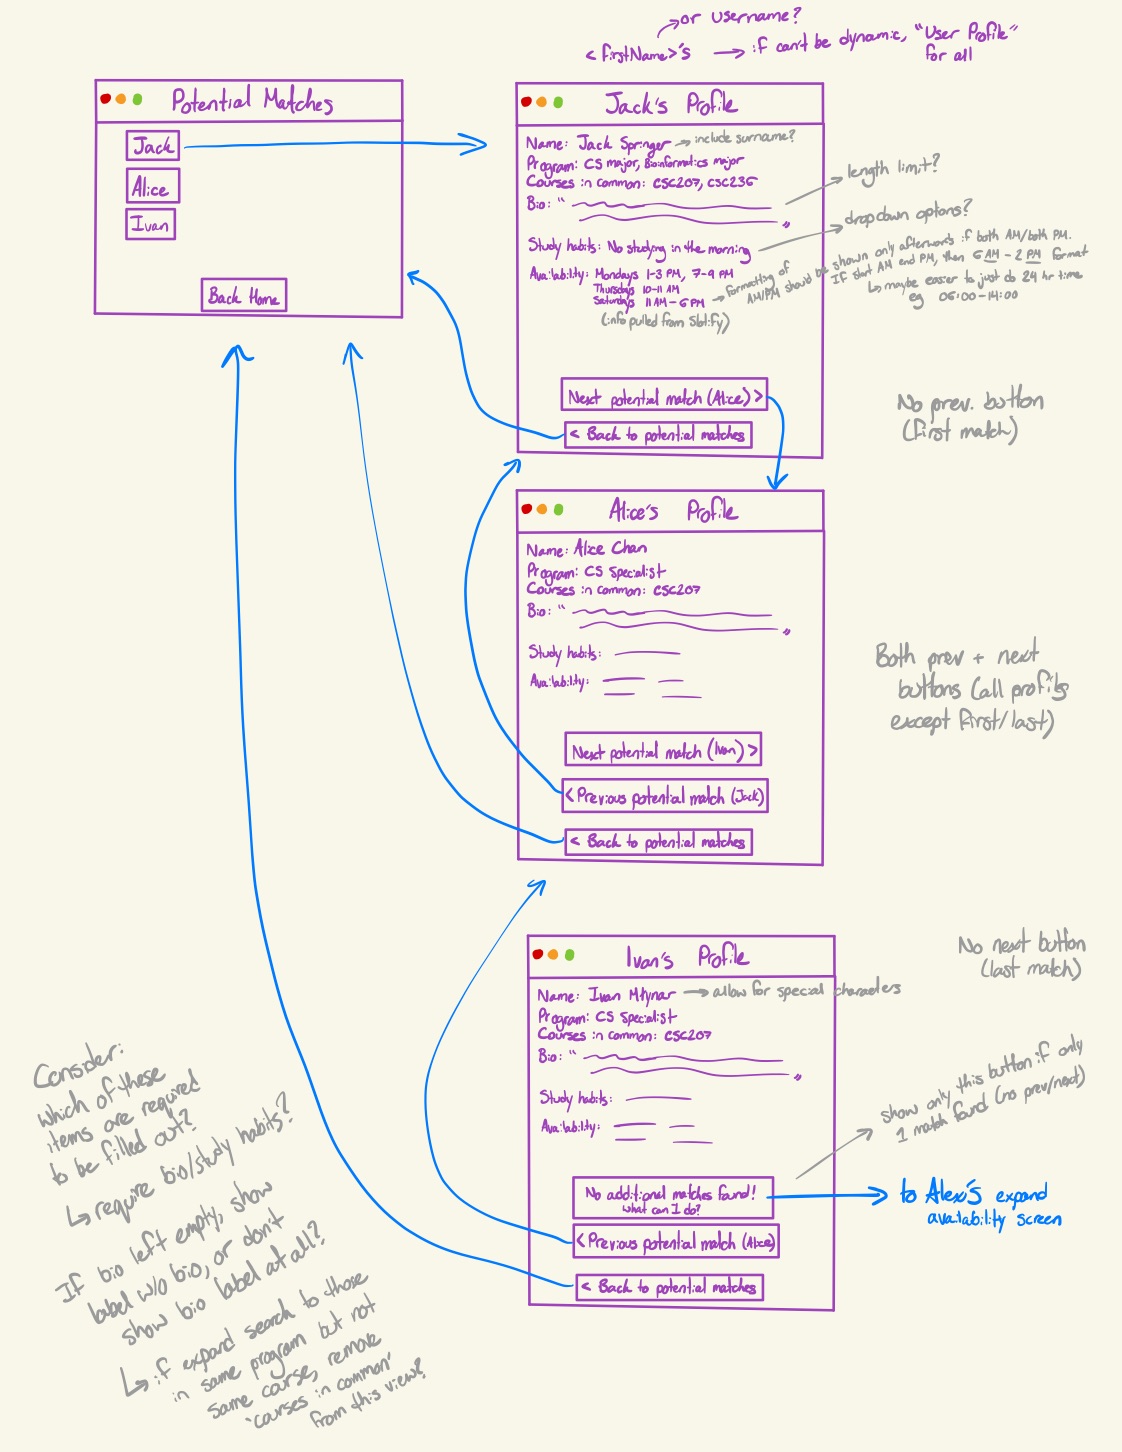 or username?
<firstName>'s → if can't be dynamic, "User Profile"
for all
Potential Matches
Jack
Alice
Ivan
Back Home
Jack's Profile
Name: Jack Springer → include surname?
Program: CS major, Bioinformatics major
Courses in common: CSC207, CSC236
Bio: "
"
length limit?
Study habits: No studying in the morning
dropdown options?
Availability: Mondays 1-3 PM, 7-9 PM
Thursdays 10-11 AM
Saturdays 11 AM - 6 PM
(info pulled from Slotify)
→ formatting of
AM/PM should be shown only afterwards if both AM/both PM.
IF start AM end PM, then 6 AM - 2 PM format
↳ maybe easier to just do 24 hr time
eg 06:00-14:00
Next potential match (Alice) >
< Back to potential matches
No prev. button
(first match)
Alice's Profile
Name: Alice Chan
Program: CS Specialist
Courses in common: CSC207
Bio: "
"
Study habits:
Availability:
Next potential match (Ivan) >
< Previous potential match (Jack)
< Back to potential matches
Both prev + next
buttons (all profils
except first/last)
Ivan's Profile
Name: Ivan Młynar → allow for special characters
Program: CS Specialist
Courses in common: CSC207
Bio: "
"
Study habits:
Availability:
No additional matches found!
What can I do?
< Previous potential match (Alice)
< Back to potential matches
No next button
(last match)
show only this button if only
1 match found (no prev/next)
to Alex's expand
availability screen
Consider:
which of these
items are required
to be filled out?
↳ require bio/study habits?
If bio left empty, show
label w/o bio, or don't
show bio label at all?
↳ if expand search to those
in same program but not
same course, remove
'courses in common'
from this view?